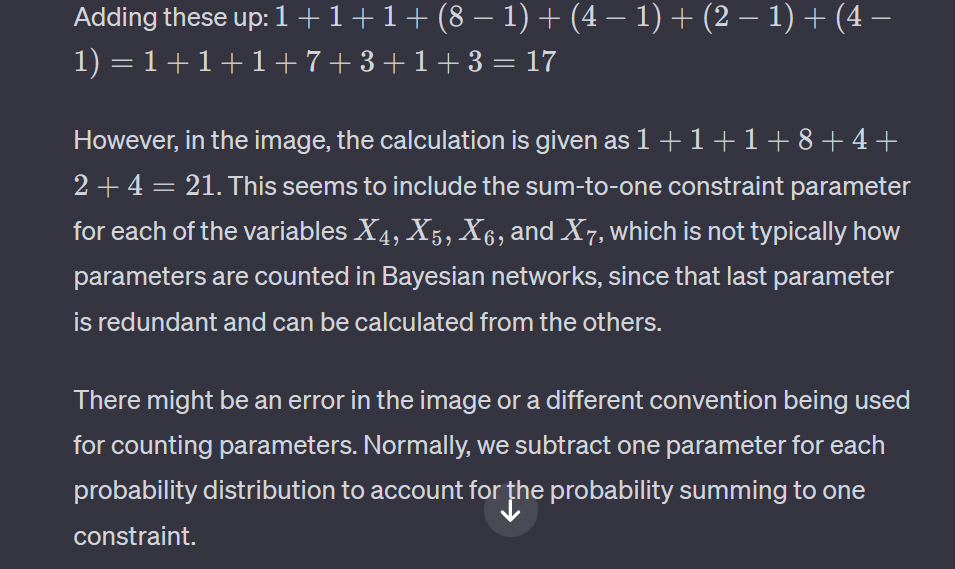 Adding these up: 1 + 1 + 1 + (8 − 1) + (4 − 1) + (2 − 1) + (4 −
1) = 1 + 1 + 1 + 7 + 3 + 1 + 3 = 17
However, in the image, the calculation is given as 1 + 1 + 1 + 8 + 4 +
2 + 4 = 21. This seems to include the sum-to-one constraint parameter
for each of the variables X₄, X₅, X₆, and X₇, which is not typically how
parameters are counted in Bayesian networks, since that last parameter
is redundant and can be calculated from the others.
There might be an error in the image or a different convention being used
for counting parameters. Normally, we subtract one parameter for each
probability distribution to account for the probability summing to one
constraint.